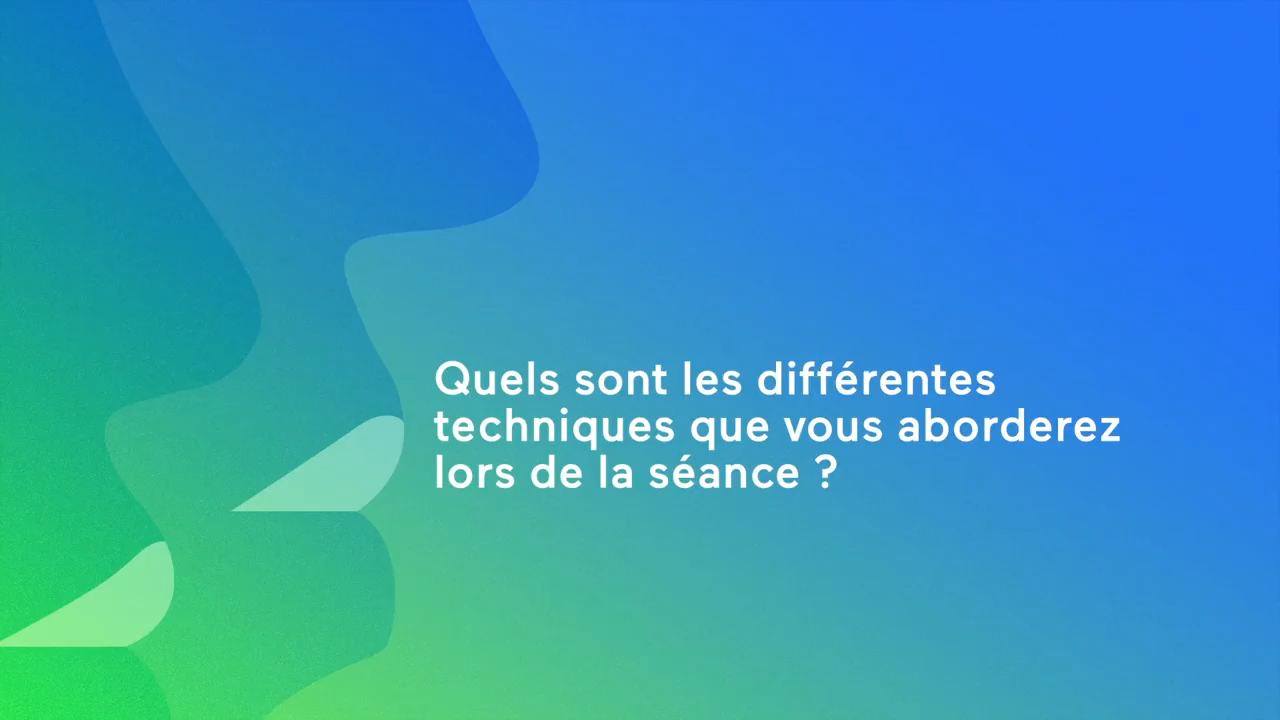 Quels sont les différentes
techniques que vous aborderez
lors de la séance ?